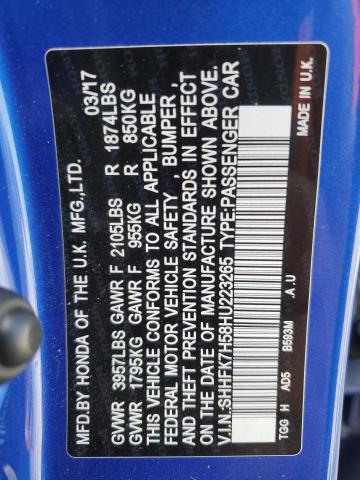 MFD.BY HONDA OF THE U.K. MFG.,LTD. 03/17
GVWR 3957LBS GAWR F 2105LBS R 1874LBS
GVWR 1795KG GAWR F 955KG R 850KG
THIS VEHICLE CONFORMS TO ALL APPLICABLE
FEDERAL MOTOR VEHICLE SAFETY , BUMPER ,
AND THEFT PREVENTION STANDARDS IN EFFECT
ON THE DATE OF MANUFACTURE SHOWN ABOVE.
V.I.N.:SHHFK7H58HU223265 TYPE:PASSENGER CAR
TGG H AD5 B593M .A .U
MADE IN U.K.